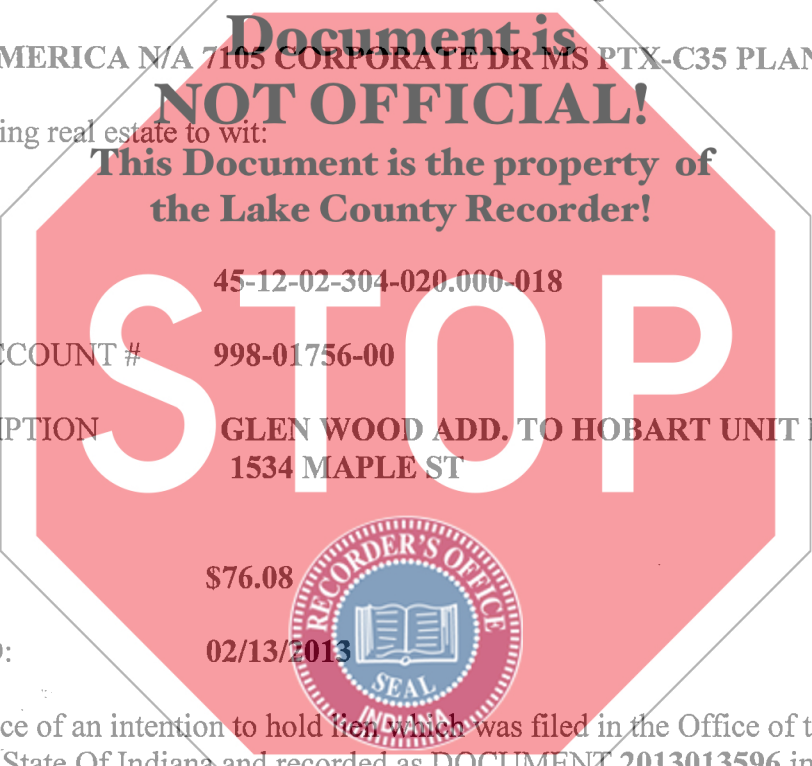 Document is
MERICA N/A 7105 CORPORATE DR MS PTX-C35 PLAN
NOT OFFICIAL!
ing real estate to wit:
This Document is the property of
the Lake County Recorder!
45-12-02-304-020.000-018
STOP
CCOUNT # 998-01756-00
IPTION GLEN WOOD ADD. TO HOBART UNIT
1534 MAPLE ST
$76.08
RECORDER'S OFFICE
02/13/2013
SEAL
INDIANA
ce of an intention to hold lien which was filed in the Office of t
State Of Indiana and recorded as DOCUMENT 2013013596 in